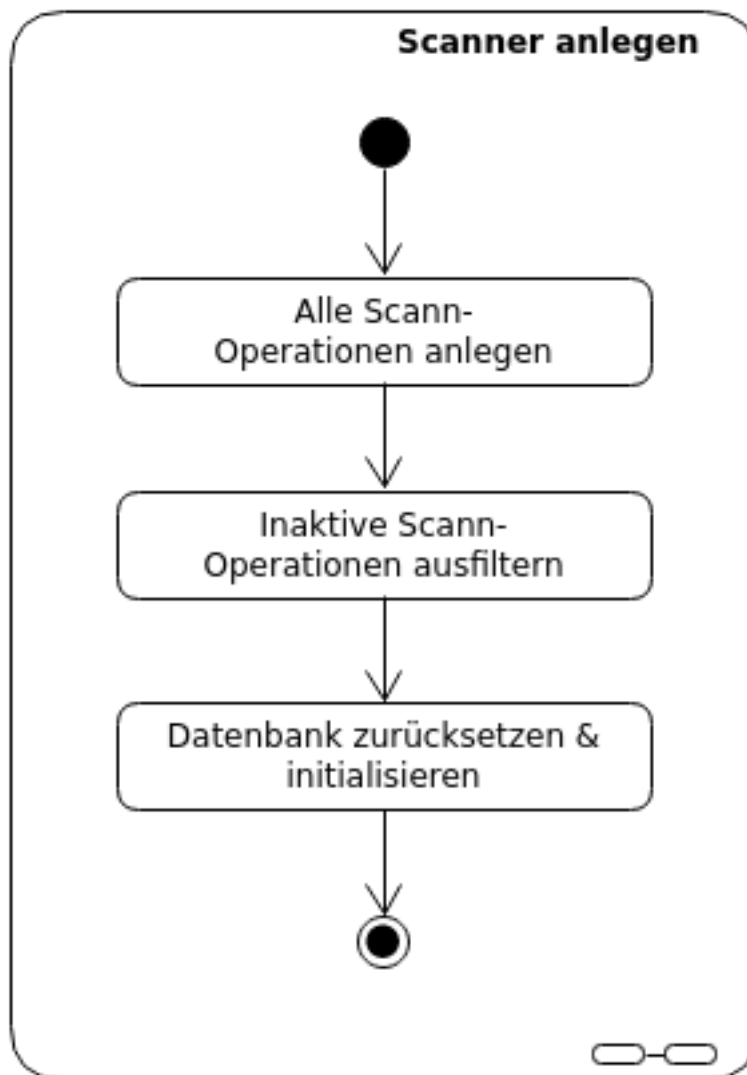 Scanner anlegen
Alle Scann-
Operationen anlegen
Inaktive Scann-
Operationen ausfiltern
Datenbank zurücksetzen &
initialisieren